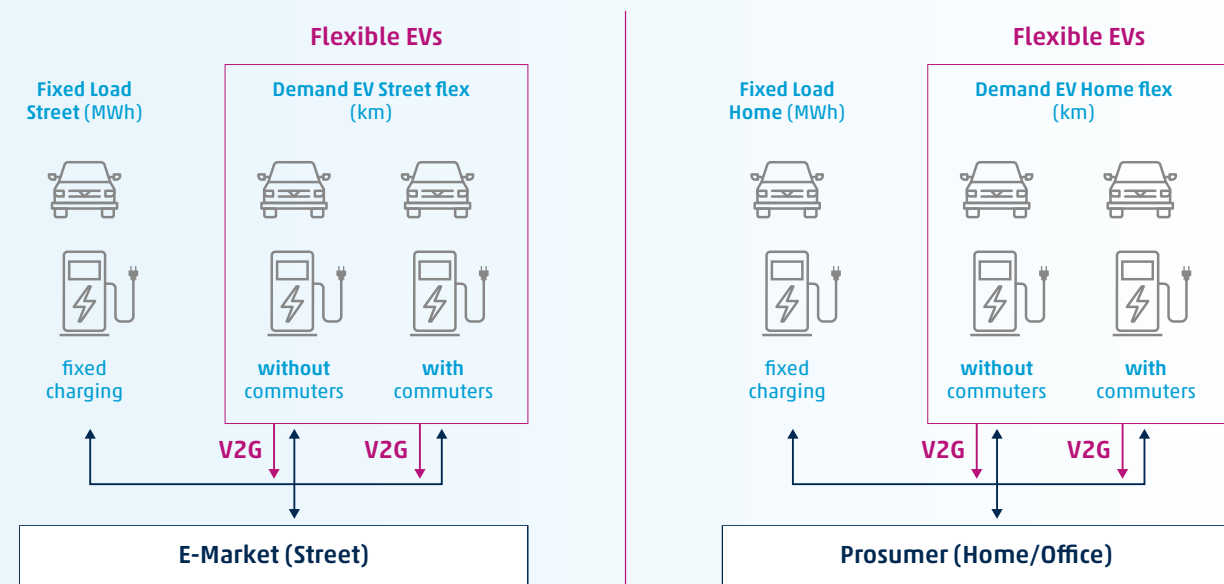 Flexible EVs
Fixed Load
Street (MWh)
Demand EV Street flex
(km)
fixed
charging
without
commuters
with
commuters
V2G
V2G
E-Market (Street)
Flexible EVs
Fixed Load
Home (MWh)
Demand EV Home flex
(km)
fixed
charging
without
commuters
with
commuters
V2G
V2G
Prosumer (Home/Office)